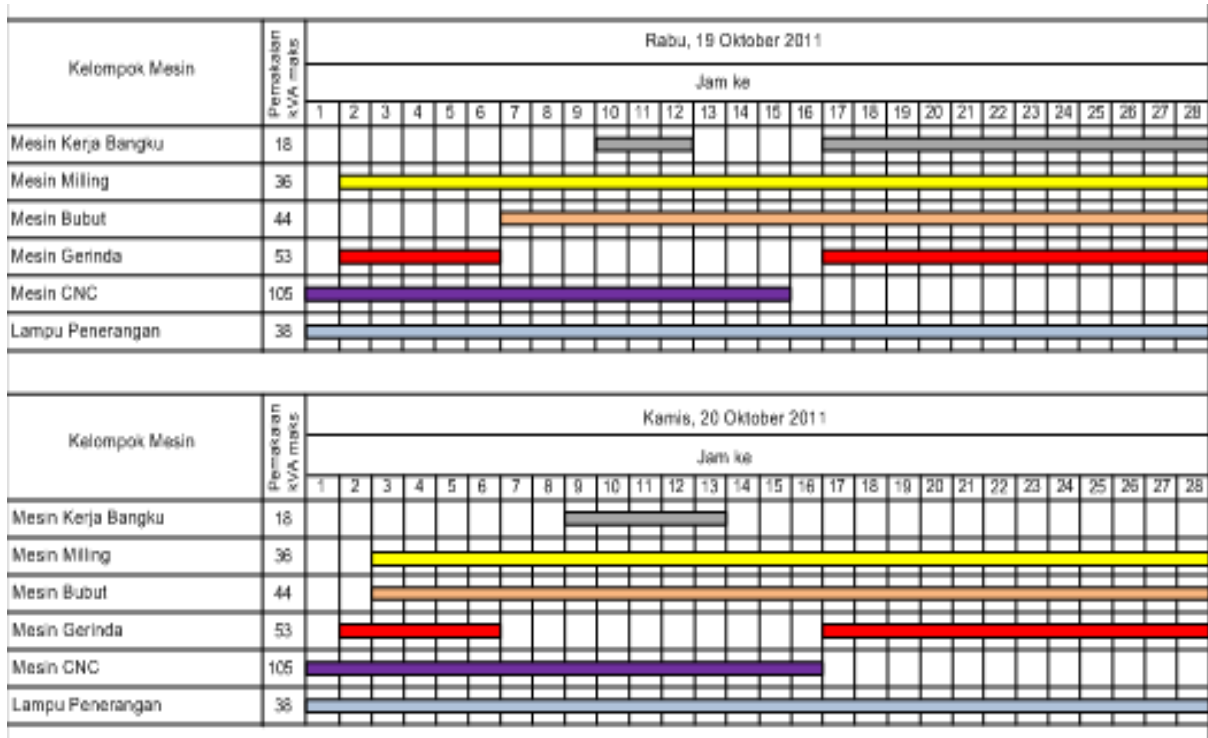 Kelompok Mesin
Pemakaian
kVA maks
Rabu, 19 Oktober 2011
Jam ke
1 2 3 4 5 6 7 8 9 10 11 12 13 14 15 16 17 18 19 20 21 22 23 24 25 26 27 28
Mesin Kerja Bangku 18
Mesin Milling 36
Mesin Bubut 44
Mesin Gerinda 53
Mesin CNC 105
Lampu Penerangan 38
Kelompok Mesin
Pemakaian
kVA maks
Kamis, 20 Oktober 2011
Jam ke
1 2 3 4 5 6 7 8 9 10 11 12 13 14 15 16 17 18 19 20 21 22 23 24 25 26 27 28
Mesin Kerja Bangku 18
Mesin Milling 36
Mesin Bubut 44
Mesin Gerinda 53
Mesin CNC 105
Lampu Penerangan 38